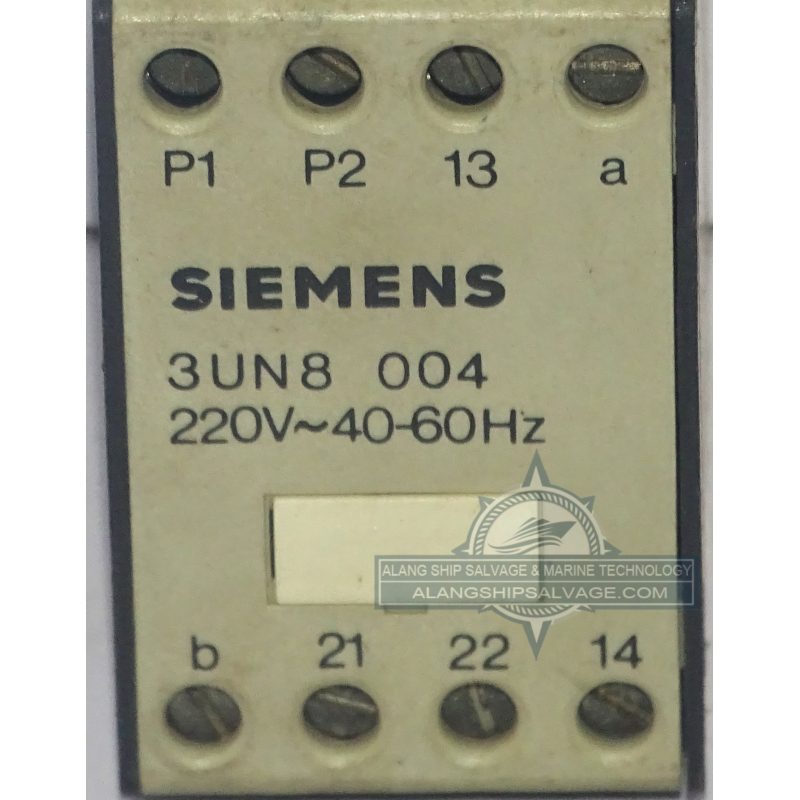 P1 P2 13 a
SIEMENS
3UN8 004
220V~40-60Hz
ALANG SHIP SALVAGE & MARINE TECHNOLOGY
ALANGSHIPSALVAGE.COM
b 21 22 14